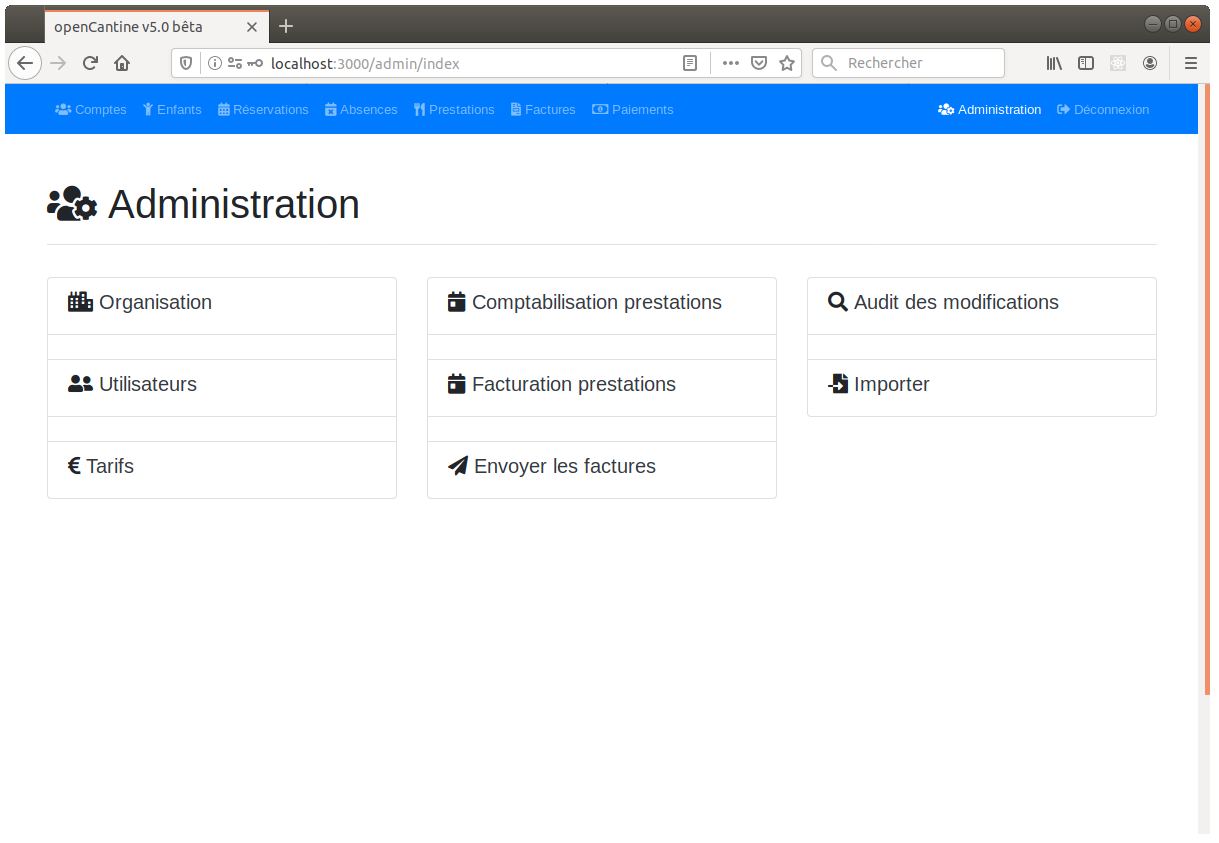 openCantine v5.0 bêta
localhost:3000/admin/index
Rechercher
Comptes Enfants Réservations Absences Prestations Factures Paiements Administration Déconnexion
Administration
Organisation
Utilisateurs
Tarifs
Comptabilisation prestations
Facturation prestations
Envoyer les factures
Audit des modifications
Importer